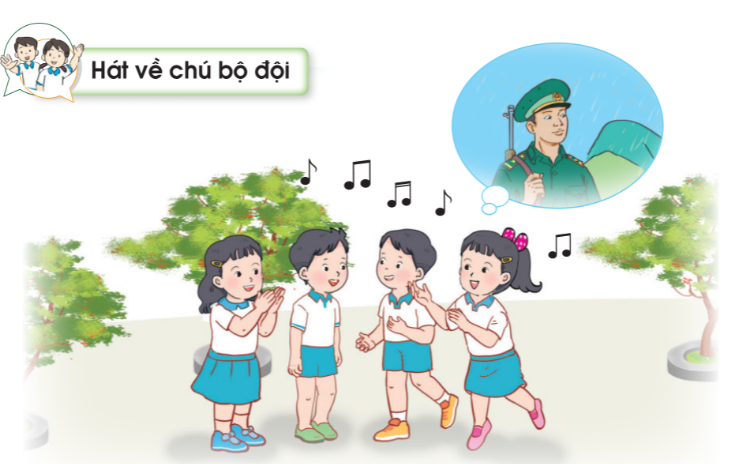 Hát về chú bộ đội